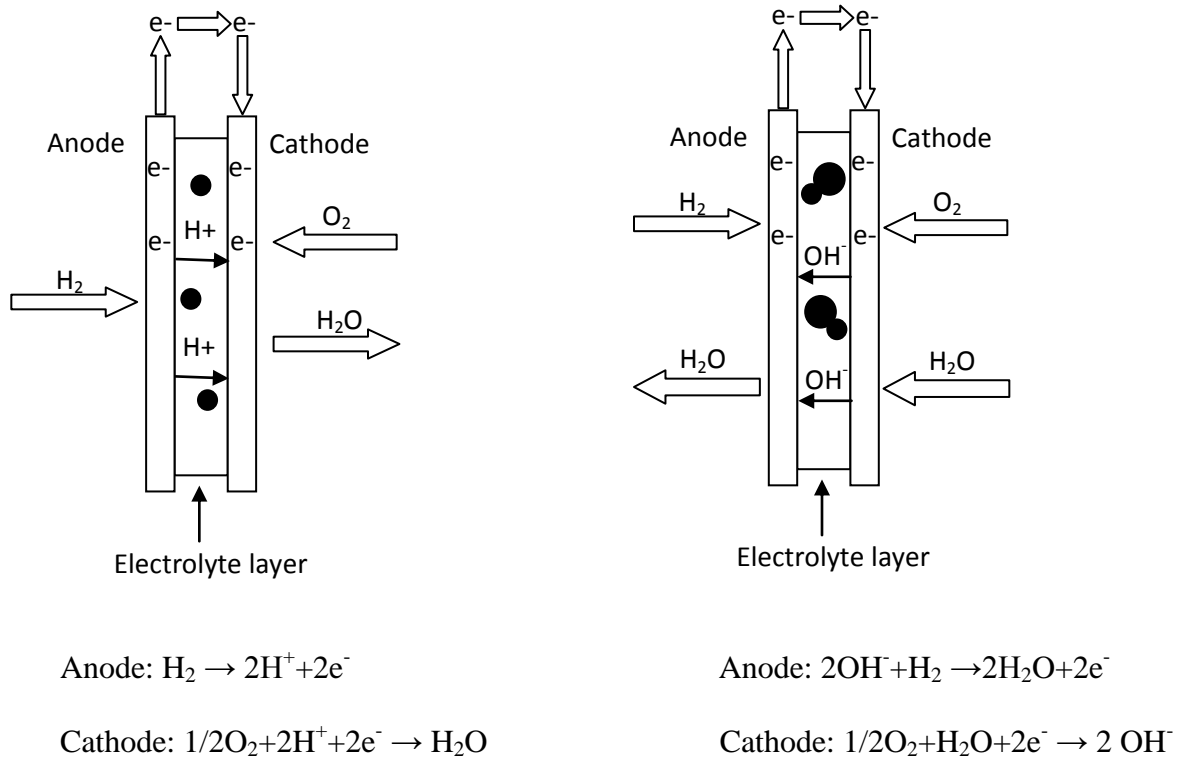 e- e-
Anode Cathode
e- e-
H+ O₂
e- e-
H₂
H₂O
H+
Electrolyte layer
Anode: H₂ → 2H⁺+2e⁻
Cathode: 1/2O₂+2H⁺+2e⁻ → H₂O
e- e-
Anode Cathode
e-
e-
H₂ O₂
e- e-
OH⁻
H₂O H₂O
OH⁻
Electrolyte layer
Anode: 2OH⁻+H₂ →2H₂O+2e⁻
Cathode: 1/2O₂+H₂O+2e⁻ → 2 OH⁻